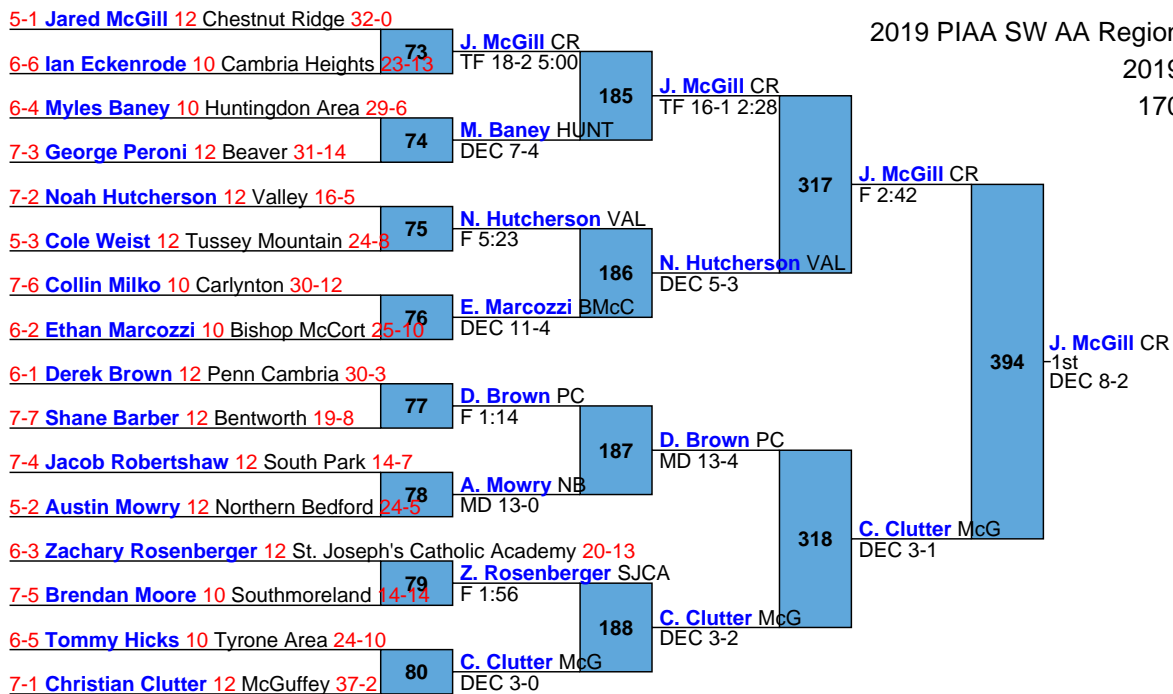 2019 PIAA SW AA Region
2019
170
5-1 Jared McGill 12 Chestnut Ridge 32-0
73
J. McGill CR
TF 18-2 5:00
6-6 Ian Eckenrode 10 Cambria Heights 23-13
185
J. McGill CR
TF 16-1 2:28
6-4 Myles Baney 10 Huntingdon Area 29-6
74
M. Baney HUNT
DEC 7-4
7-3 George Peroni 12 Beaver 31-14
317
J. McGill CR
F 2:42
7-2 Noah Hutcherson 12 Valley 16-5
75
N. Hutcherson VAL
F 5:23
5-3 Cole Weist 12 Tussey Mountain 24-8
186
N. Hutcherson VAL
DEC 5-3
7-6 Collin Milko 10 Carlynton 30-12
76
E. Marcozzi BMcC
DEC 11-4
6-2 Ethan Marcozzi 10 Bishop McCort 25-10
394
J. McGill CR
1st
DEC 8-2
6-1 Derek Brown 12 Penn Cambria 30-3
77
D. Brown PC
F 1:14
7-7 Shane Barber 12 Bentworth 19-8
187
D. Brown PC
MD 13-4
7-4 Jacob Robertshaw 12 South Park 14-7
78
A. Mowry NB
MD 13-0
5-2 Austin Mowry 12 Northern Bedford 24-5
318
C. Clutter McG
DEC 3-1
6-3 Zachary Rosenberger 12 St. Joseph's Catholic Academy 20-13
79
Z. Rosenberger SJCA
F 1:56
7-5 Brendan Moore 10 Southmoreland 14-14
188
C. Clutter McG
DEC 3-2
6-5 Tommy Hicks 10 Tyrone Area 24-10
80
C. Clutter McG
DEC 3-0
7-1 Christian Clutter 12 McGuffey 37-2